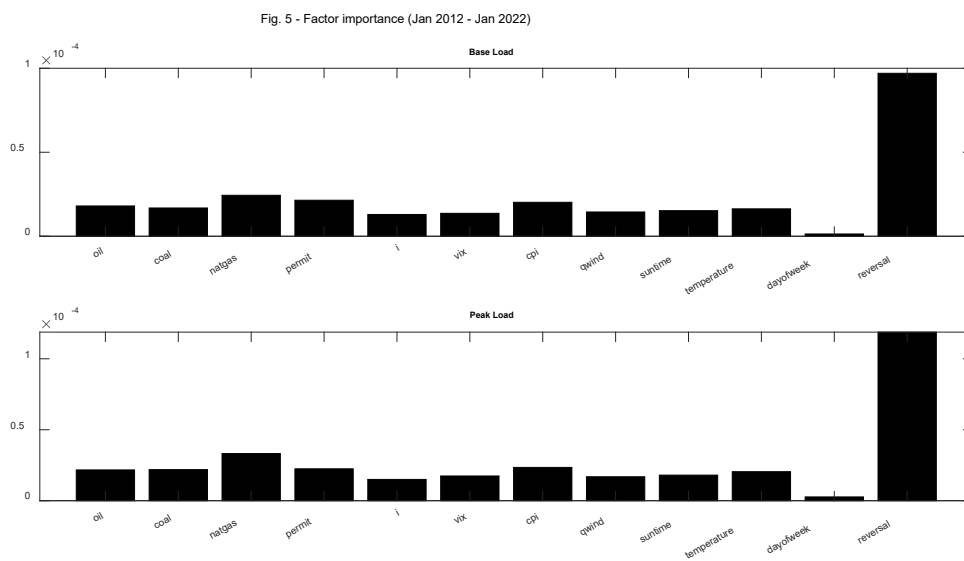 Fig. 5 - Factor importance (Jan 2012 - Jan 2022)
Base Load
× 10 -4
1
0.5
0
oil coal natgas permit i vix cpi qwind suntime temperature dayofweek reversal
Peak Load
× 10 -4
1
0.5
0
oil coal natgas permit i vix cpi qwind suntime temperature dayofweek reversal